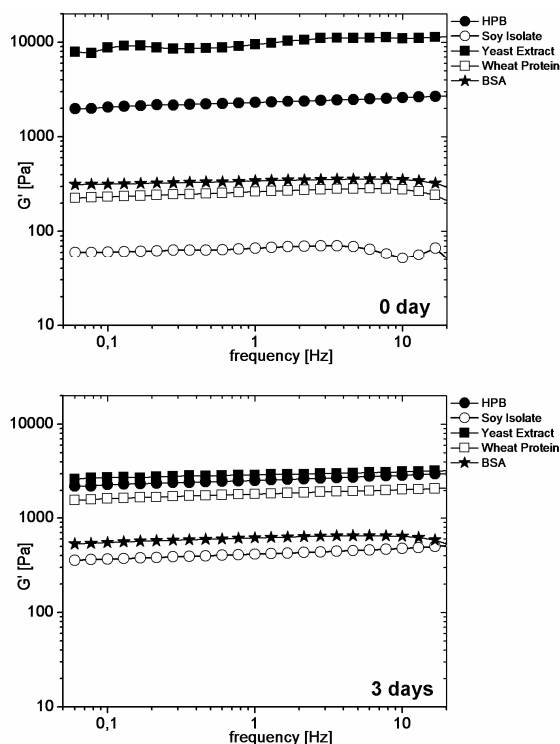 10000
1000
100
10
G' [Pa]
0,1
1
10
frequency [Hz]
0 day
HPB
Soy Isolate
Yeast Extract
Wheat Protein
BSA
10000
1000
100
10
G' [Pa]
0,1
1
10
frequency [Hz]
3 days
HPB
Soy Isolate
Yeast Extract
Wheat Protein
BSA